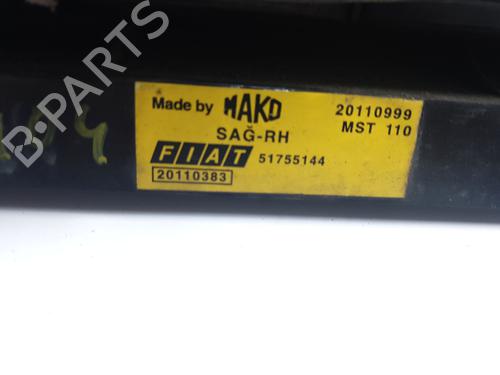 Made by MAKO 20110999
SAĞ-RH MST 110
FIAT 51755144
20110383
B-PARTS